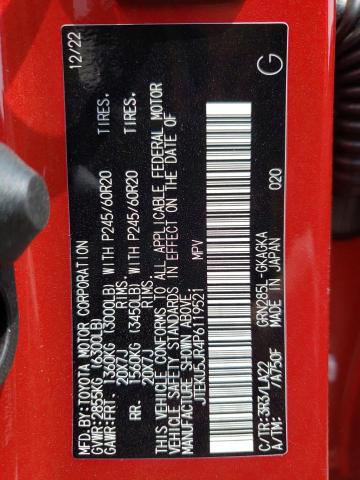 MFD.BY:TOYOTA MOTOR CORPORATION 12/22
GVWR:2855KG (6300LB)
GAWR:FRT. 1360KG (3000LB) WITH P245/60R20 TIRES.
20X7J RIMS.
RR. 1560KG (3450LB) WITH P245/60R20 TIRES.
20X7J RIMS.
THIS VEHICLE CONFORMS TO ALL APPLICABLE FEDERAL MOTOR
VEHICLE SAFETY STANDARDS IN EFFECT ON THE DATE OF
MANUFACTURE SHOWN ABOVE.
JTEKU5JR4P6119521 MPV
C/TR:3R3/LA22 GRN285L-GKAGKA 020 G
A/TM: /A750F MADE IN JAPAN